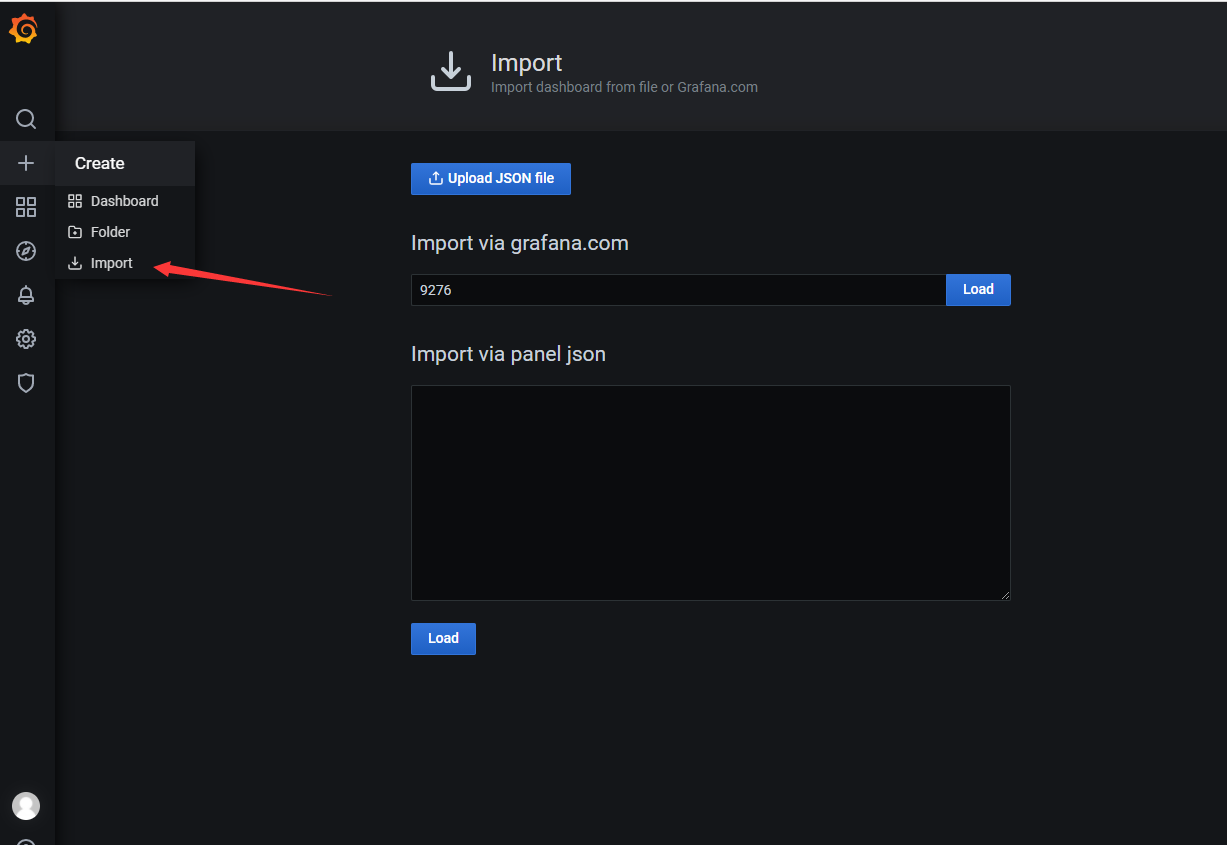 Import
Import dashboard from file or Grafana.com
Create
Dashboard
Folder
Import
Upload JSON file
Import via grafana.com
9276
Load
Import via panel json
Load